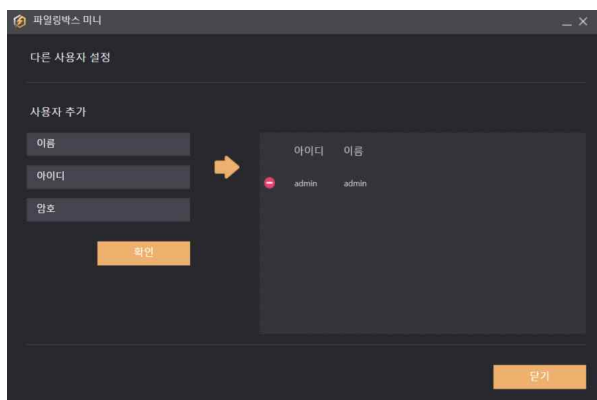 파일링박스 미니
다른 사용자 설정
사용자 추가
이름
아이디
암호
확인
아이디 이름
admin admin
닫기